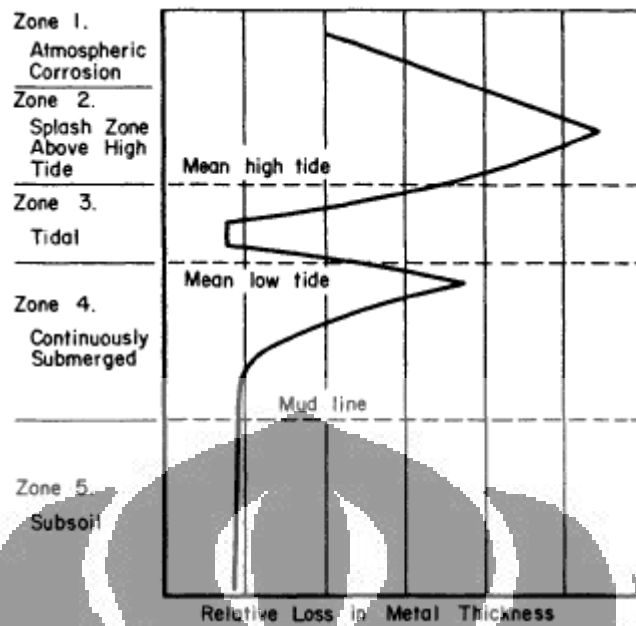 Zone 1.
Atmospheric
Corrosion
Zone 2.
Splash Zone
Above High
Tide
Mean high tide
Zone 3.
Tidal
Mean low tide
Zone 4.
Continuously
Submerged
Mud line
Zone 5.
Subsoil
Relative Loss in Metal Thickness